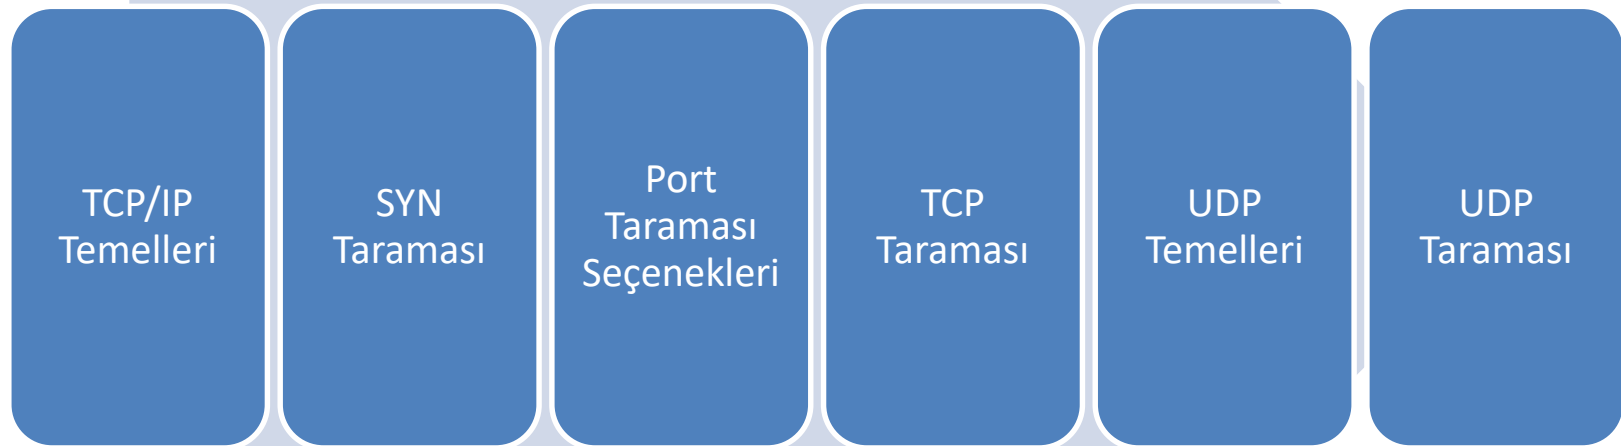 TCP/IP
Temelleri
SYN
Taraması
Port
Taraması
Seçenekleri
TCP
Taraması
UDP
Temelleri
UDP
Taraması